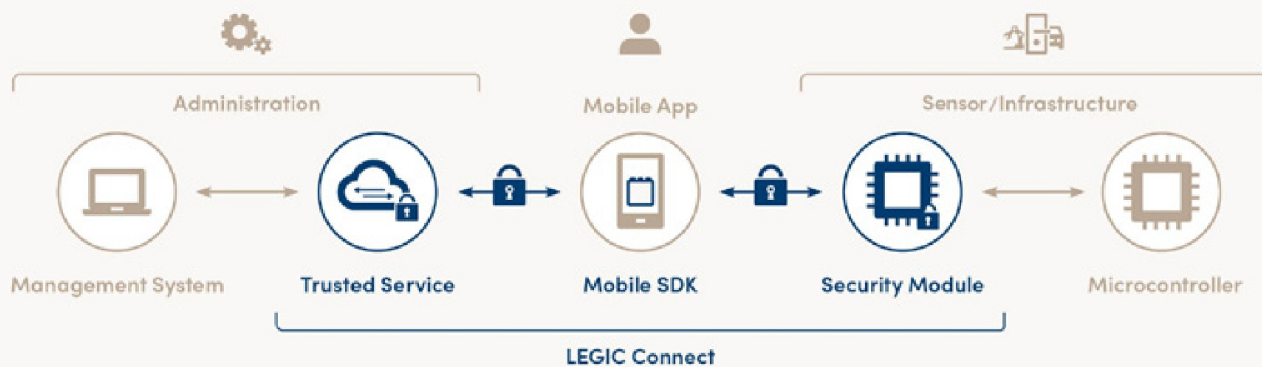 Administration
Mobile App
Sensor/Infrastructure
Management System
Trusted Service
Mobile SDK
Security Module
Microcontroller
LEGIC Connect